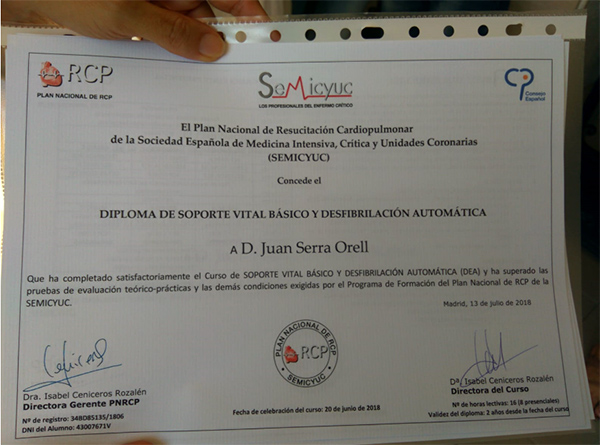 RCP
PLAN NACIONAL DE RCP
SeMicyuc
LOS PROFESIONALES DEL ENFERMO CRÍTICO
CP
Consejo
Español
El Plan Nacional de Resucitación Cardiopulmonar
de la Sociedad Española de Medicina Intensiva, Crítica y Unidades Coronarias
(SEMICYUC)
Concede el
DIPLOMA DE SOPORTE VITAL BÁSICO Y DESFIBRILACIÓN AUTOMÁTICA
A D. Juan Serra Orell
Que ha completado satisfactoriamente el Curso de SOPORTE VITAL BÁSICO Y DESFIBRILACIÓN AUTOMÁTICA (DEA) y ha superado las
pruebas de evaluación teórico-prácticas y las demás condiciones exigidas por el Programa de Formación del Plan Nacional de RCP de la
SEMICYUC.
Madrid, 13 de julio de 2018
PLAN NACIONAL DE RCP
RCP
SEMICYUC
Dra. Isabel Ceniceros Rozalén
Directora Gerente PNRCP
Nº de registro: 348D8S135/1806
DNI del Alumno: 43007671V
Fecha de celebración del curso: 20 de junio de 2018
Dª Isabel Ceniceros Rozalén
Directora del Curso
Nº de horas lectivas: 16 (8 presenciales)
Validez del diploma: 2 años desde la fecha del curso